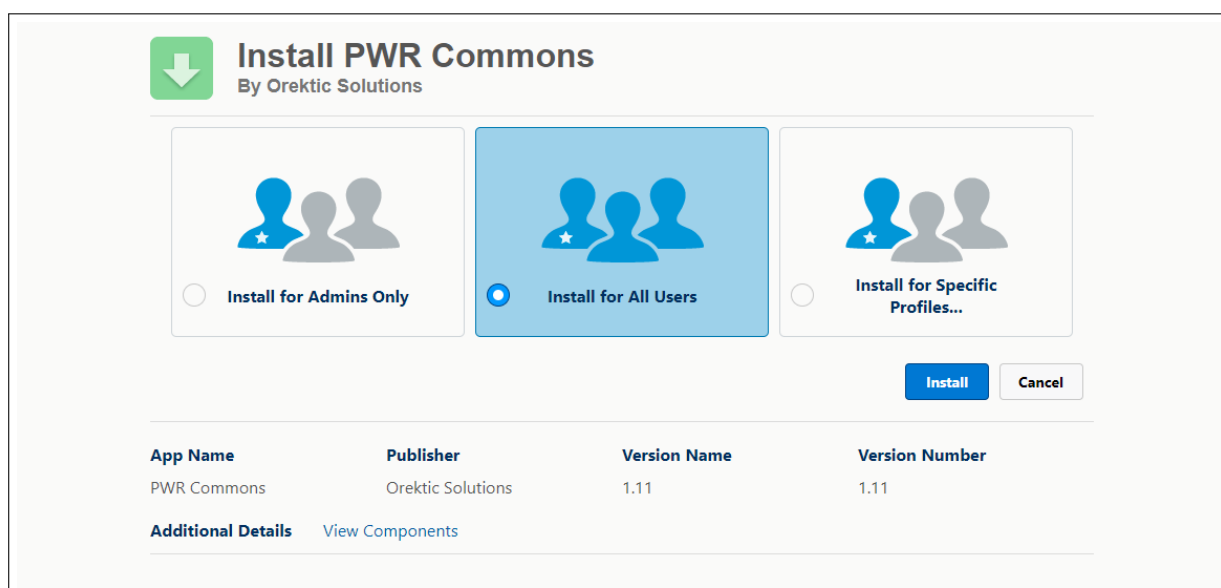 Install PWR Commons
By Orektic Solutions
Install for Admins Only
Install for All Users
Install for Specific
Profiles...
Install
Cancel
App Name
Publisher
Version Name
Version Number
PWR Commons
Orektic Solutions
1.11
1.11
Additional Details
View Components